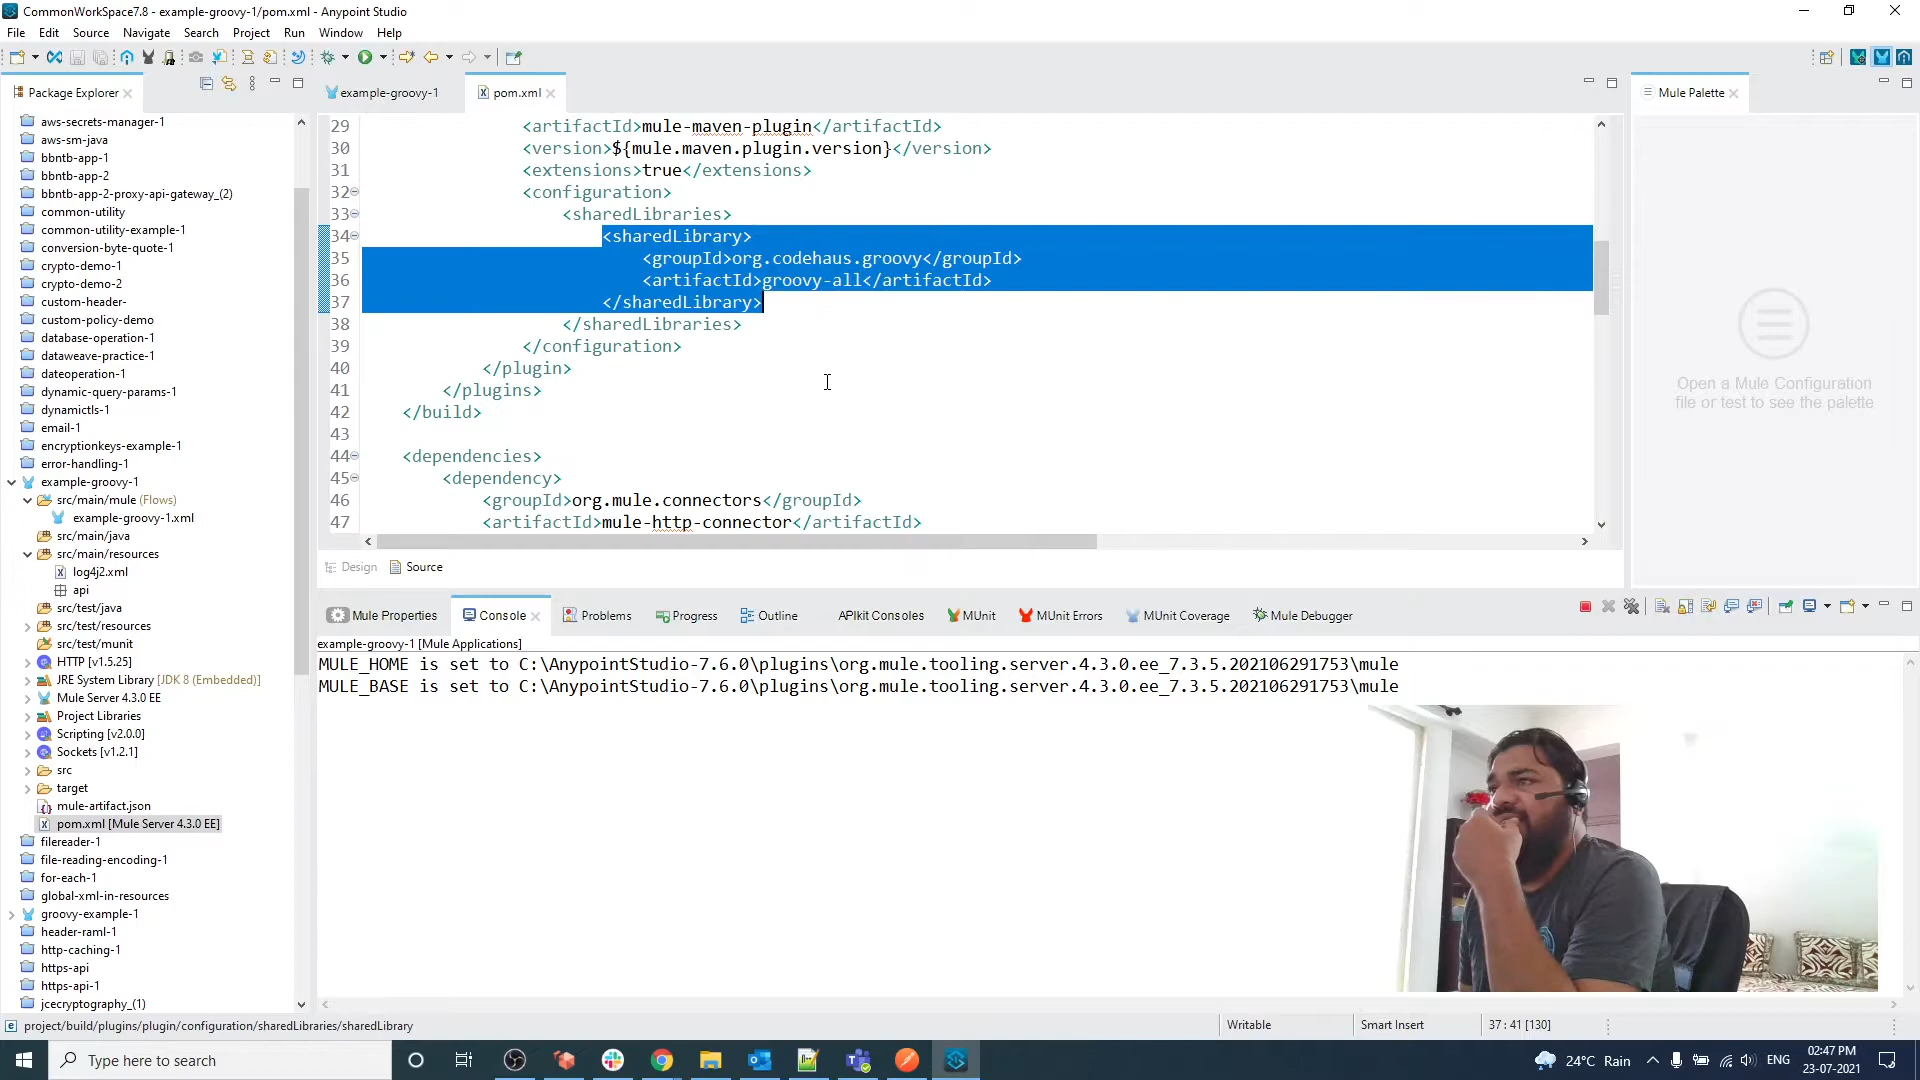 CommonWorkSpace7.8 - example-groovy-1/pom.xml - Anypoint Studio
File Edit Source Navigate Search Project Run Window Help
Package Explorer
aws-secrets-manager-1
aws-sm-java
bbntb-app-1
bbntb-app-2
bbntb-app-2-proxy-api-gateway_(2)
common-utility
common-utility-example-1
conversion-byte-quote-1
crypto-demo-1
crypto-demo-2
custom-header-
custom-policy-demo
database-operation-1
dataweave-practice-1
dateoperation-1
dynamic-query-params-1
dynamictls-1
email-1
encryptionkeys-example-1
error-handling-1
example-groovy-1
src/main/mule (Flows)
example-groovy-1.xml
src/main/java
src/main/resources
log4j2.xml
api
src/test/java
src/test/resources
src/test/munit
HTTP [v1.5.25]
JRE System Library [JDK 8 (Embedded)]
Mule Server 4.3.0 EE
Project Libraries
Scripting [v2.0.0]
Sockets [v1.2.1]
src
target
mule-artifact.json
pom.xml [Mule Server 4.3.0 EE]
filereader-1
file-reading-encoding-1
for-each-1
global-xml-in-resources
groovy-example-1
header-raml-1
http-caching-1
https-api
https-api-1
jcecryptography_(1)
example-groovy-1
pom.xml
29 <artifactId>mule-maven-plugin</artifactId>
30 <version>${mule.maven.plugin.version}</version>
31 <extensions>true</extensions>
32 <configuration>
33 <sharedLibraries>
34 <sharedLibrary>
35 <groupId>org.codehaus.groovy</groupId>
36 <artifactId>groovy-all</artifactId>
37 </sharedLibrary>
38 </sharedLibraries>
39 </configuration>
40 </plugin>
41 </plugins>
42 </build>
43
44 <dependencies>
45 <dependency>
46 <groupId>org.mule.connectors</groupId>
47 <artifactId>mule-http-connector</artifactId>
Design Source
Mule Palette
Open a Mule Configuration
file or test to see the palette
Mule Properties Console Problems Progress Outline APIkit Consoles MUnit MUnit Errors MUnit Coverage Mule Debugger
example-groovy-1 [Mule Applications]
MULE_HOME is set to C:\AnypointStudio-7.6.0\plugins\org.mule.tooling.server.4.3.0.ee_7.3.5.202106291753\mule
MULE_BASE is set to C:\AnypointStudio-7.6.0\plugins\org.mule.tooling.server.4.3.0.ee_7.3.5.202106291753\mule
project/build/plugins/plugin/configuration/sharedLibraries/sharedLibrary
Writable
Smart Insert
37 : 41 [130]
Type here to search
24°C Rain
ENG
02:47 PM
23-07-2021